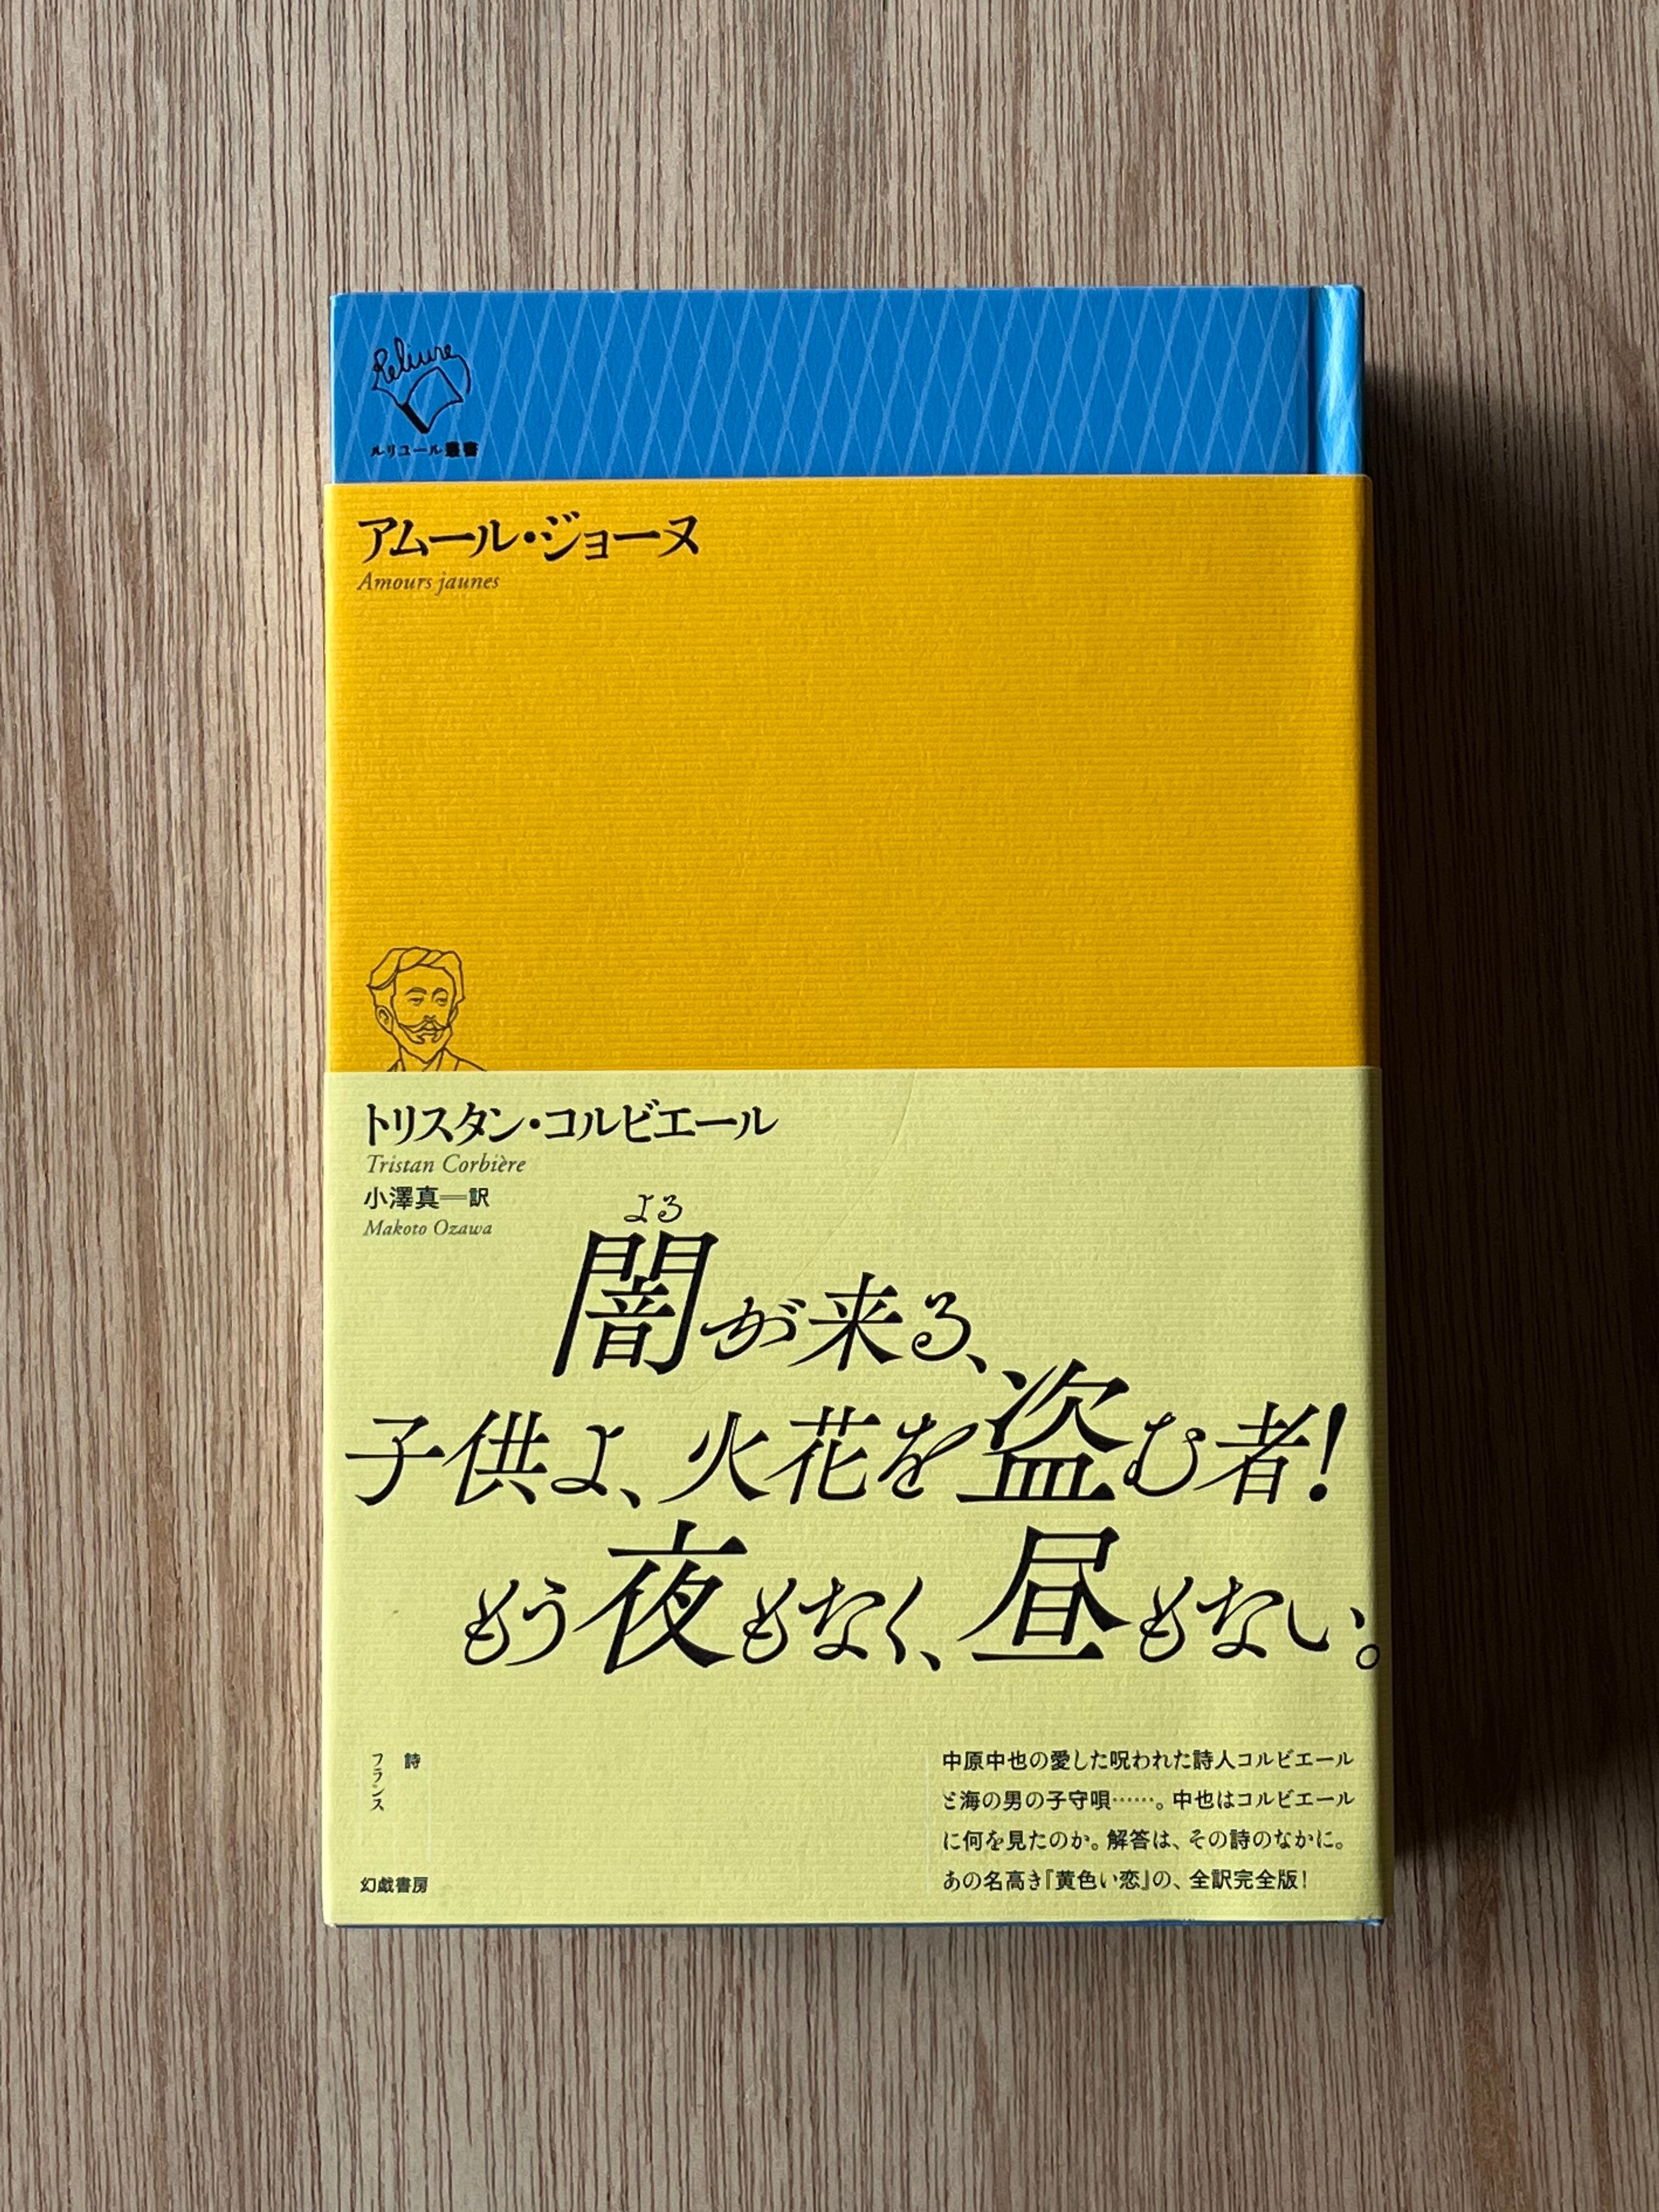 Reliure
ルリユール叢書
アムール・ジョーヌ
Amours jaunes
トリスタン・コルビエール
Tristan Corbière
小澤真═訳
Makoto Ozawa
よる
闇が来る、
子供よ、火花を盗む者!
もう夜もなく、昼もない。
詩
フランス
幻戯書房
中原中也の愛した呪われた詩人コルビエール
と海の男の子守唄……。中也はコルビエール
に何を見たのか。解答は、その詩のなかに。
あの名高き『黄色い恋』の、全訳完全版!